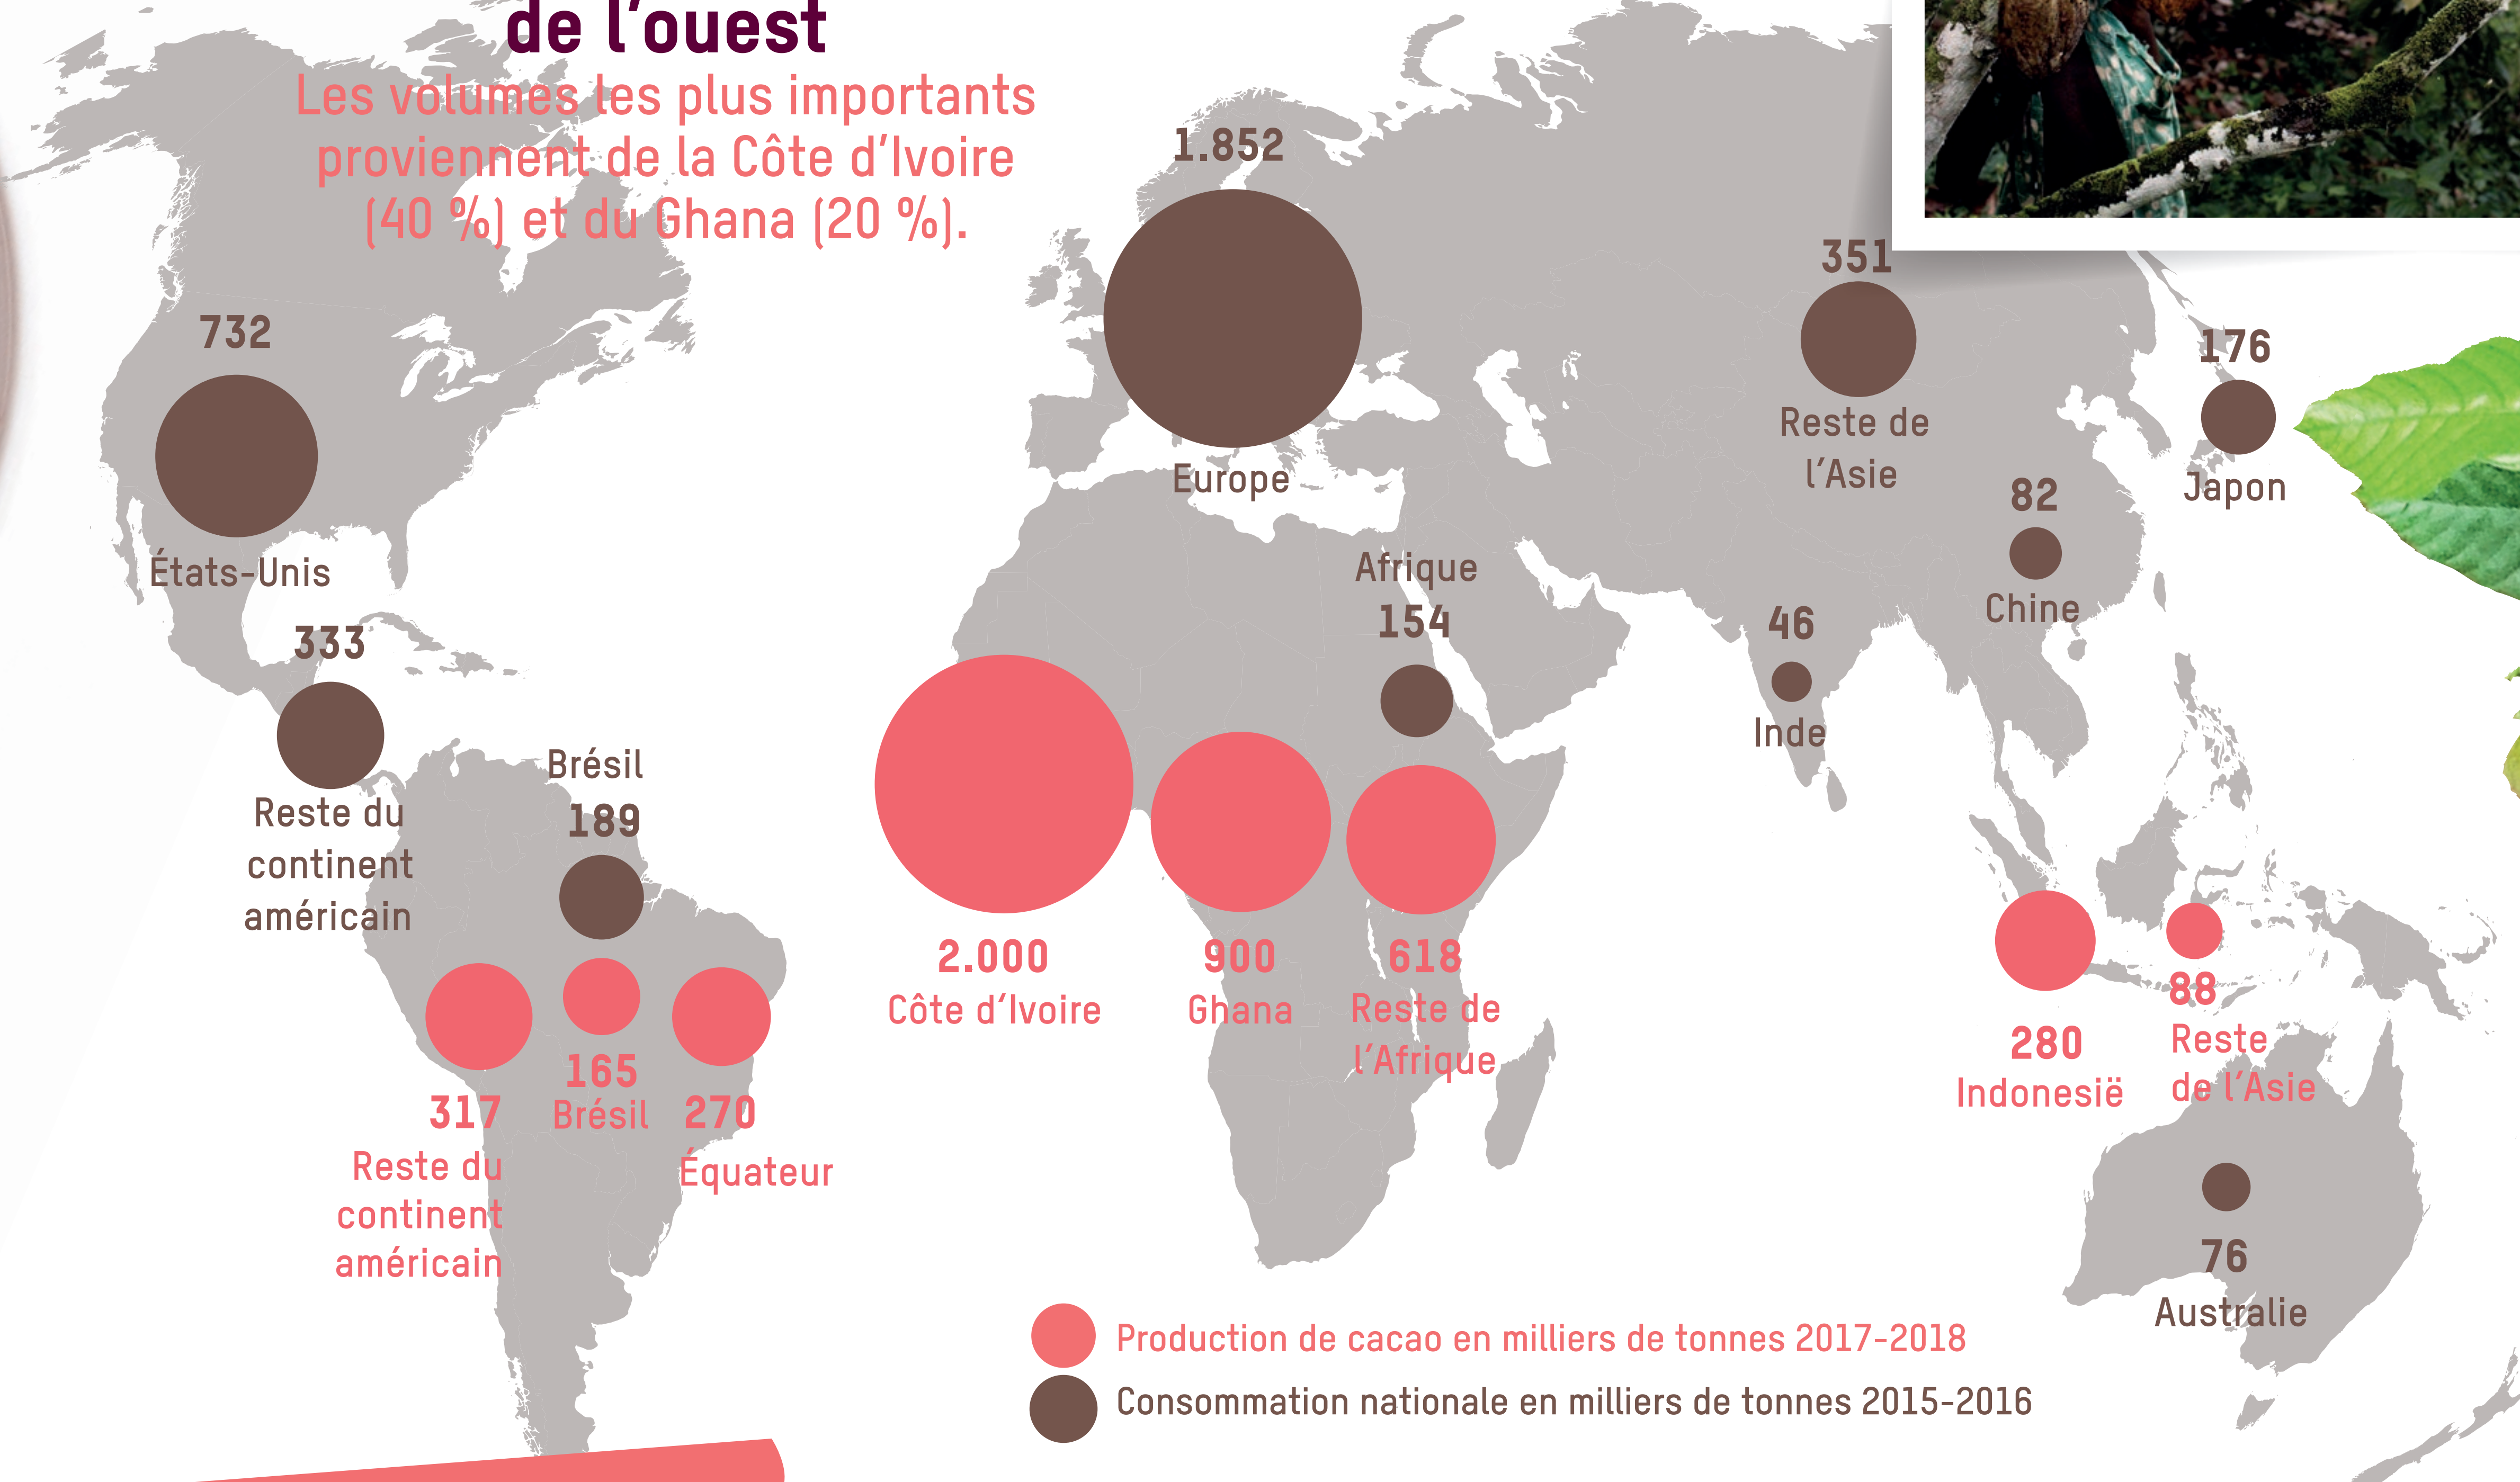 de l'ouest
Les volumes les plus importants
proviennent de la Côte d'Ivoire
(40 %) et du Ghana (20 %).
1.852
Europe
351
Reste de
l'Asie
176
Japon
732
États-Unis
82
Chine
Afrique
154
46
Inde
333
Reste du
continent
américain
Brésil
189
317
Reste du
continent
américain
165
Brésil
270
Équateur
2.000
Côte d'Ivoire
900
Ghana
618
Reste de
l'Afrique
280
Indonesië
88
Reste
de l'Asie
76
Australie
Production de cacao en milliers de tonnes 2017-2018
Consommation nationale en milliers de tonnes 2015-2016